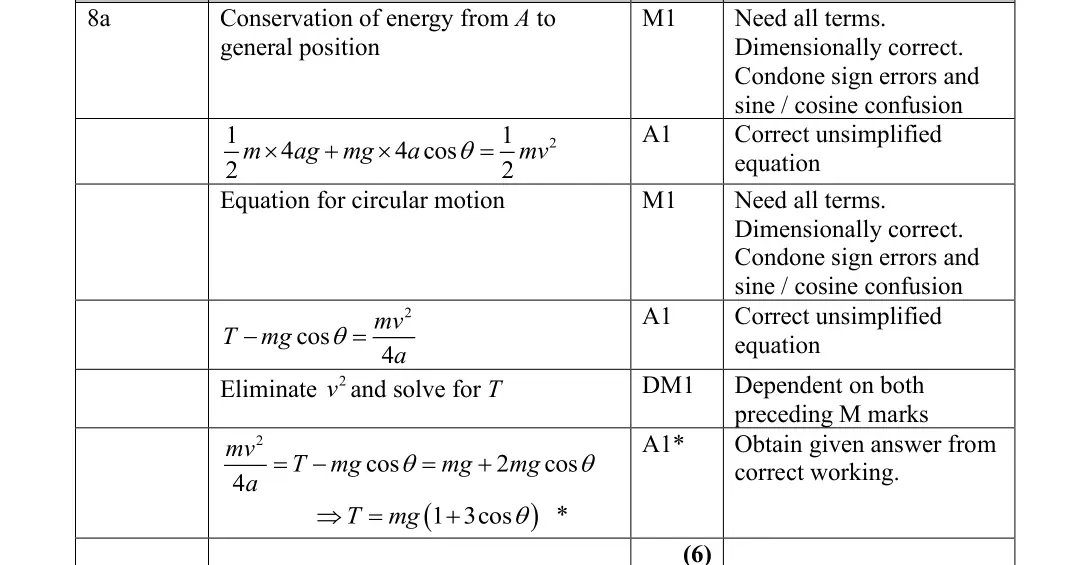 8a Conservation of energy from A to general position M1 Need all terms. Dimensionally correct. Condone sign errors and sine / cosine confusion
1/2 m×4ag + mg×4a cos θ = 1/2 mv² A1 Correct unsimplified equation
Equation for circular motion M1 Need all terms. Dimensionally correct. Condone sign errors and sine / cosine confusion
T − mg cos θ = mv²/4a A1 Correct unsimplified equation
Eliminate v² and solve for T DM1 Dependent on both preceding M marks
mv²/4a = T − mg cos θ = mg + 2mg cos θ A1* Obtain given answer from correct working.
⇒ T = mg(1+3cos θ) *
(6)